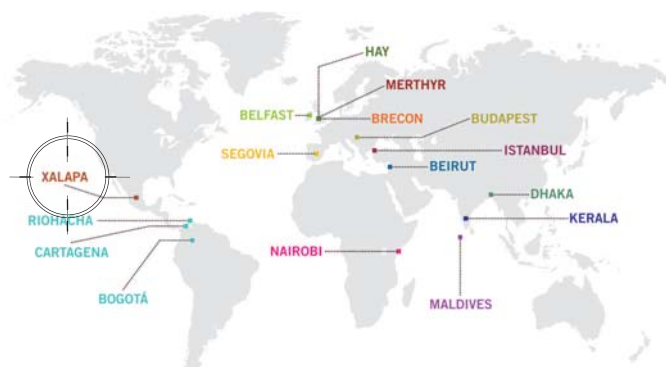 HAY
MERTHYR
BELFAST
BRECON
BUDAPEST
SEGOVIA
ISTANBUL
BEIRUT
XALAPA
DHAKA
RIOHACHA
KERALA
CARTAGENA
NAIROBI
BOGOTÁ
MALDIVES